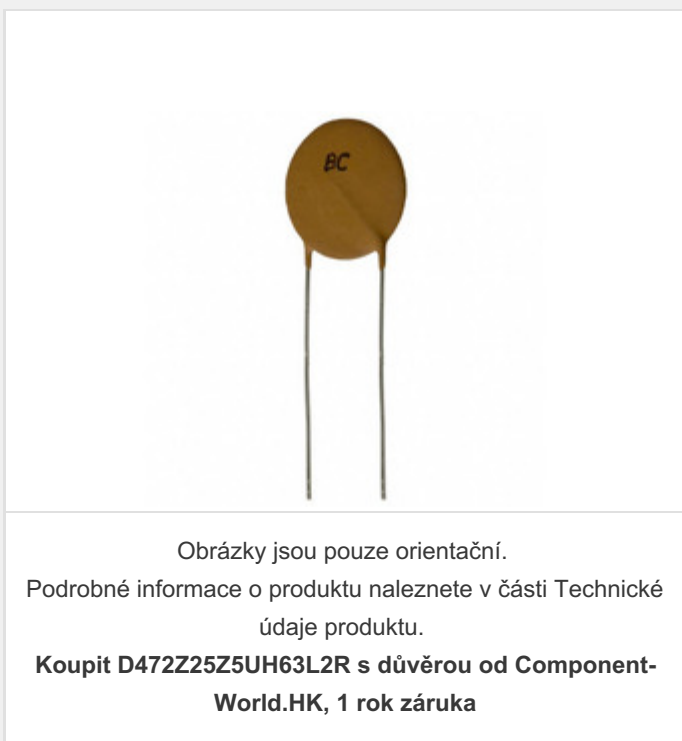 BC
Obrázky jsou pouze orientační.
Podrobné informace o produktu naleznete v části Technické
údaje produktu.
Koupit D472Z25Z5UH63L2R s důvěrou od Component-
World.HK, 1 rok záruka